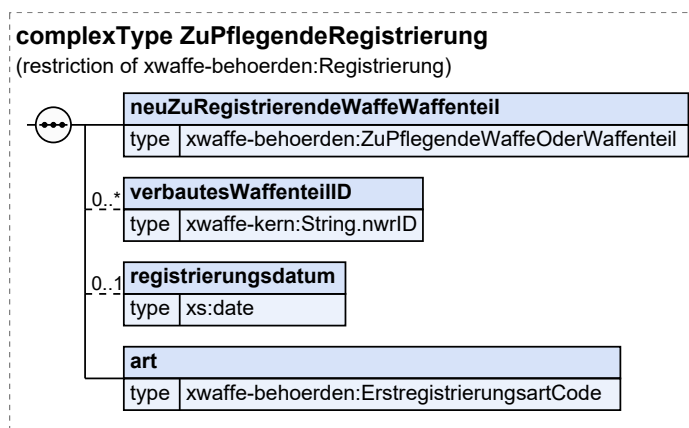 complexType ZuPflegendeRegistrierung
(restriction of xwaffe-behoerden:Registrierung)
neuZuRegistrierendeWaffeWaffenteil
type xwaffe-behoerden:ZuPflegendeWaffeOderWaffenteil
0..* verbautesWaffenteilID
type xwaffe-kern:String.nwrID
0..1 registrierungsdatum
type xs:date
art
type xwaffe-behoerden:ErstregistrierungsartCode